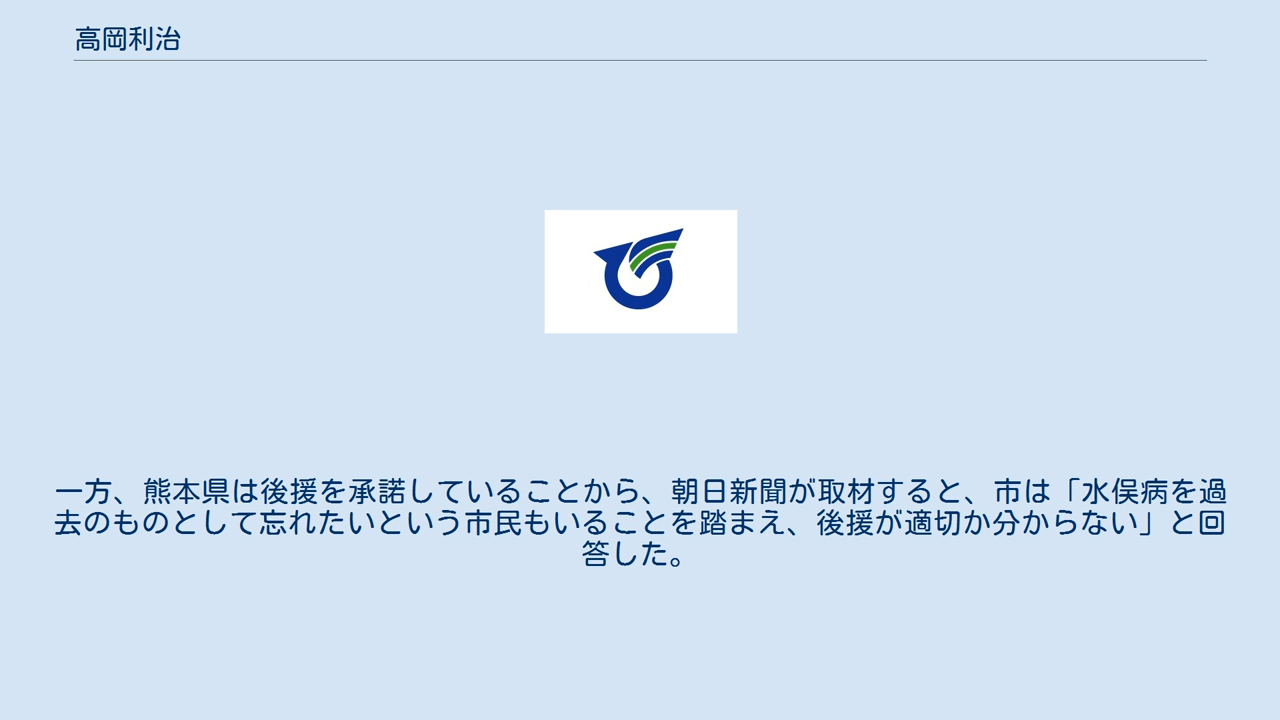 高岡利治
一方、熊本県は後援を承諾していることから、朝日新聞が取材すると、市は「水俣病を過
去のものとして忘れたいという市民もいることを踏まえ、後援が適切か分からない」と回
答した。